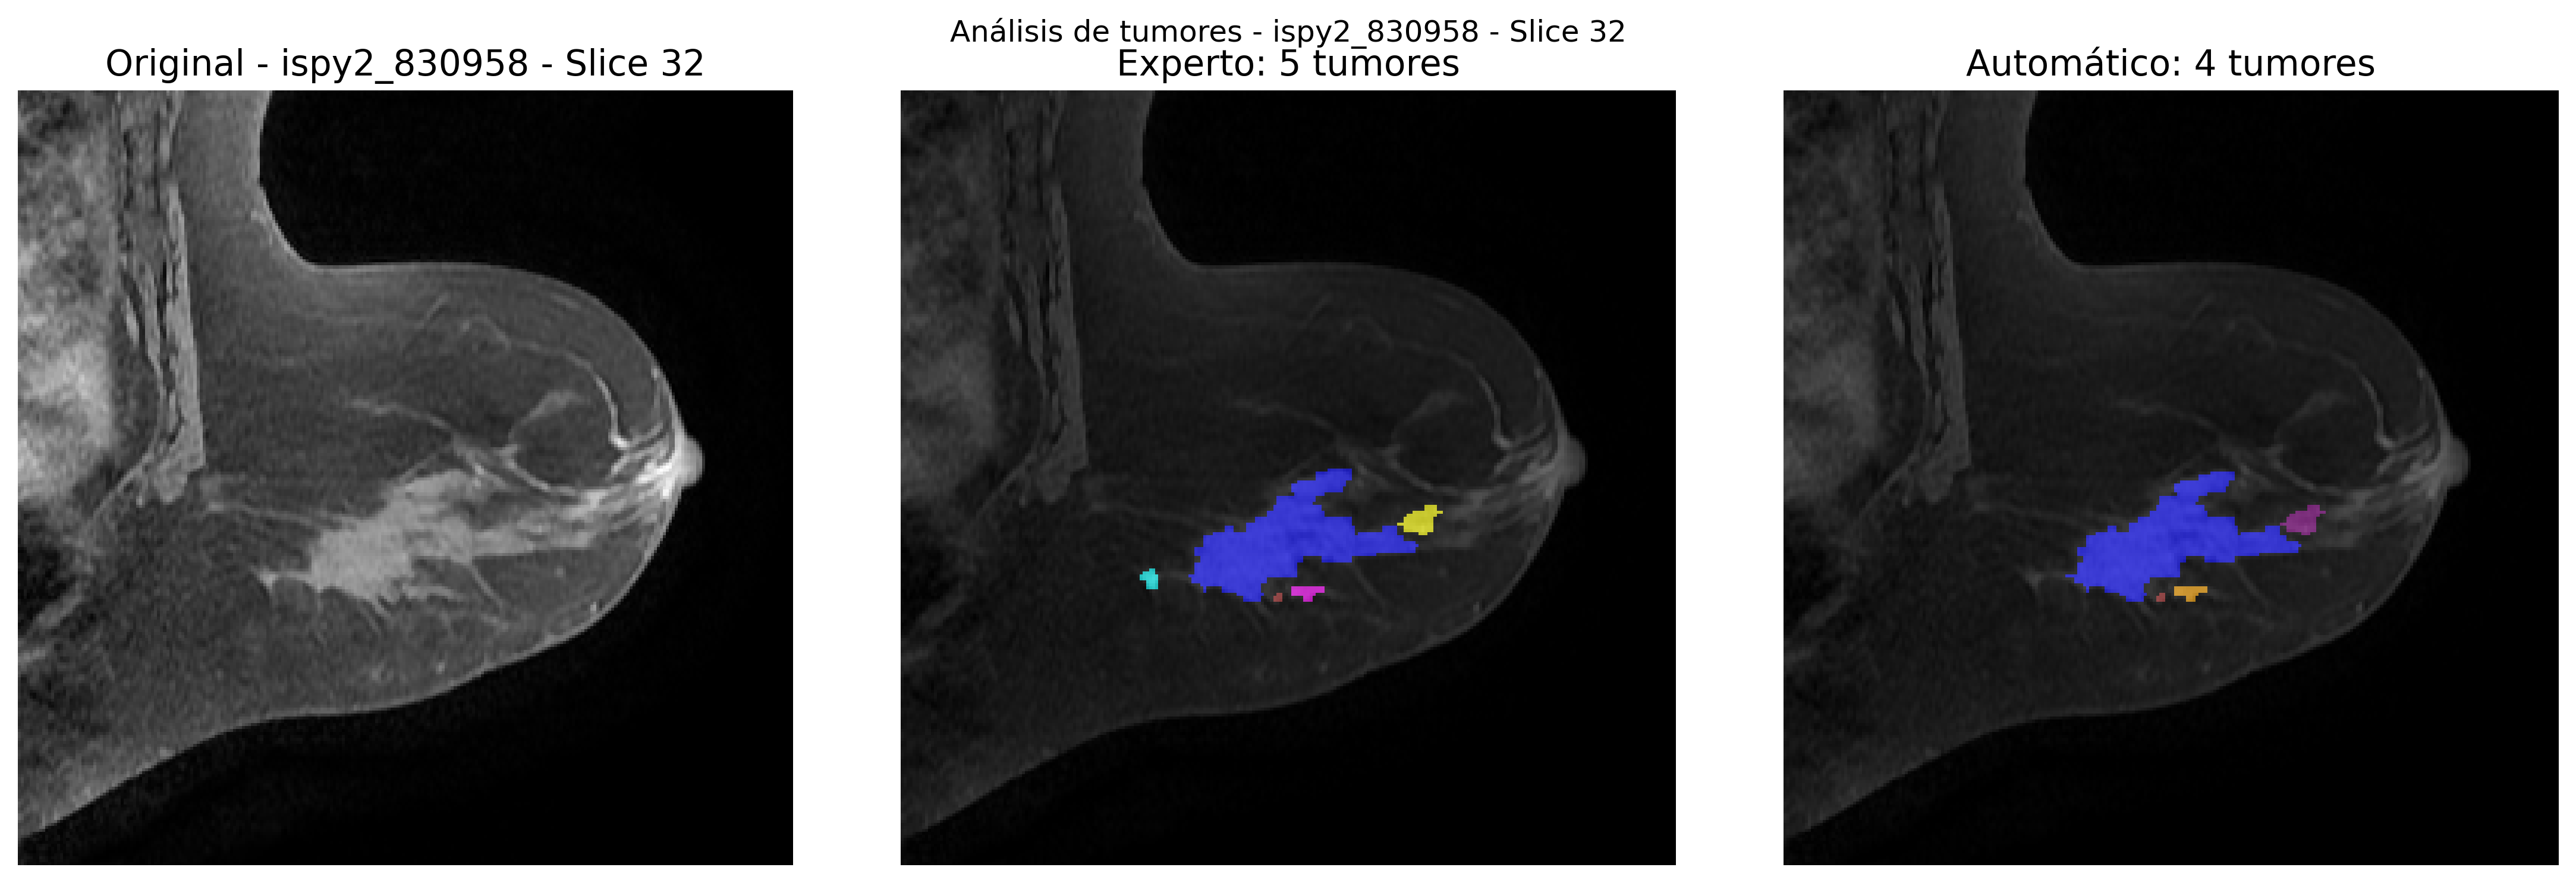 Análisis de tumores - ispy2_830958 - Slice 32
Original - ispy2_830958 - Slice 32
Experto: 5 tumores
Automático: 4 tumores